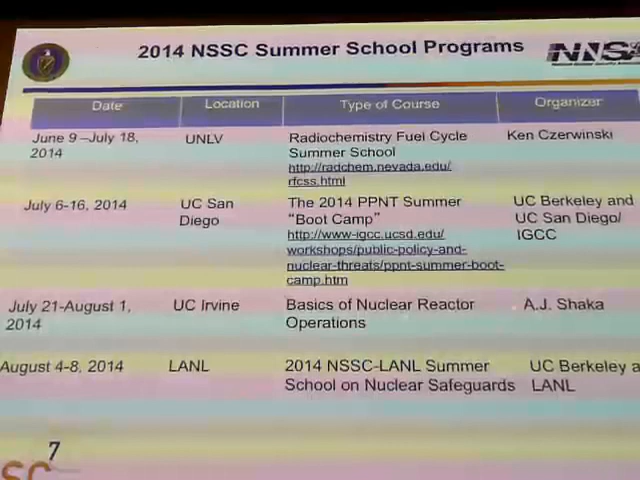 2014 NSSC Summer School Programs
NNSA
Date Location Type of Course Organizer
June 9 –July 18, 2014
UNLV
Radiochemistry Fuel Cycle
Summer School
http://radchem.nevada.edu/
rfcss.html
Ken Czerwinski
July 6-16, 2014
UC San
Diego
The 2014 PPNT Summer
"Boot Camp"
http://www-igcc.ucsd.edu/
workshops/public-policy-and-
nuclear-threats/ppnt-summer-boot-
camp.htm
UC Berkeley and
UC San Diego/
IGCC
July 21-August 1,
2014
UC Irvine
Basics of Nuclear Reactor
Operations
A.J. Shaka
August 4-8, 2014
LANL
2014 NSSC-LANL Summer
School on Nuclear Safeguards
UC Berkeley a
LANL
7
SC